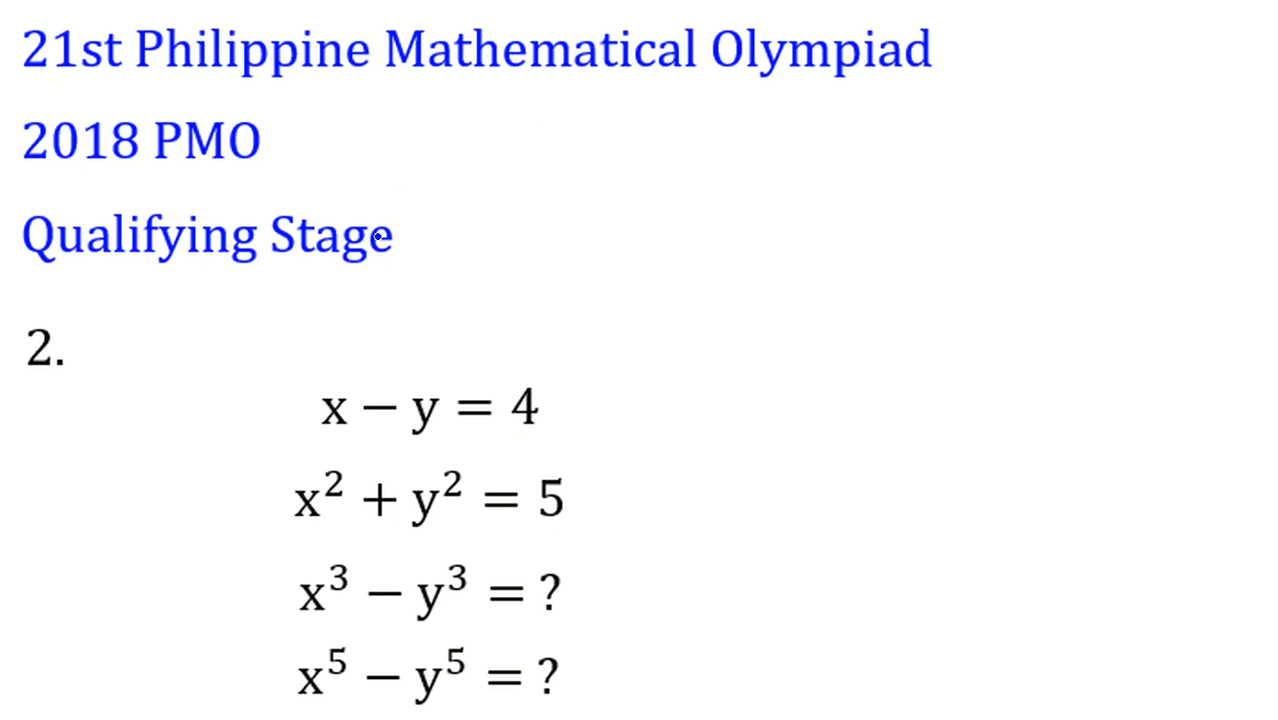 21st Philippine Mathematical Olympiad
2018 PMO
Qualifying Stage
2.
x − y = 4
x² + y² = 5
x³ − y³ = ?
x⁵ − y⁵ = ?